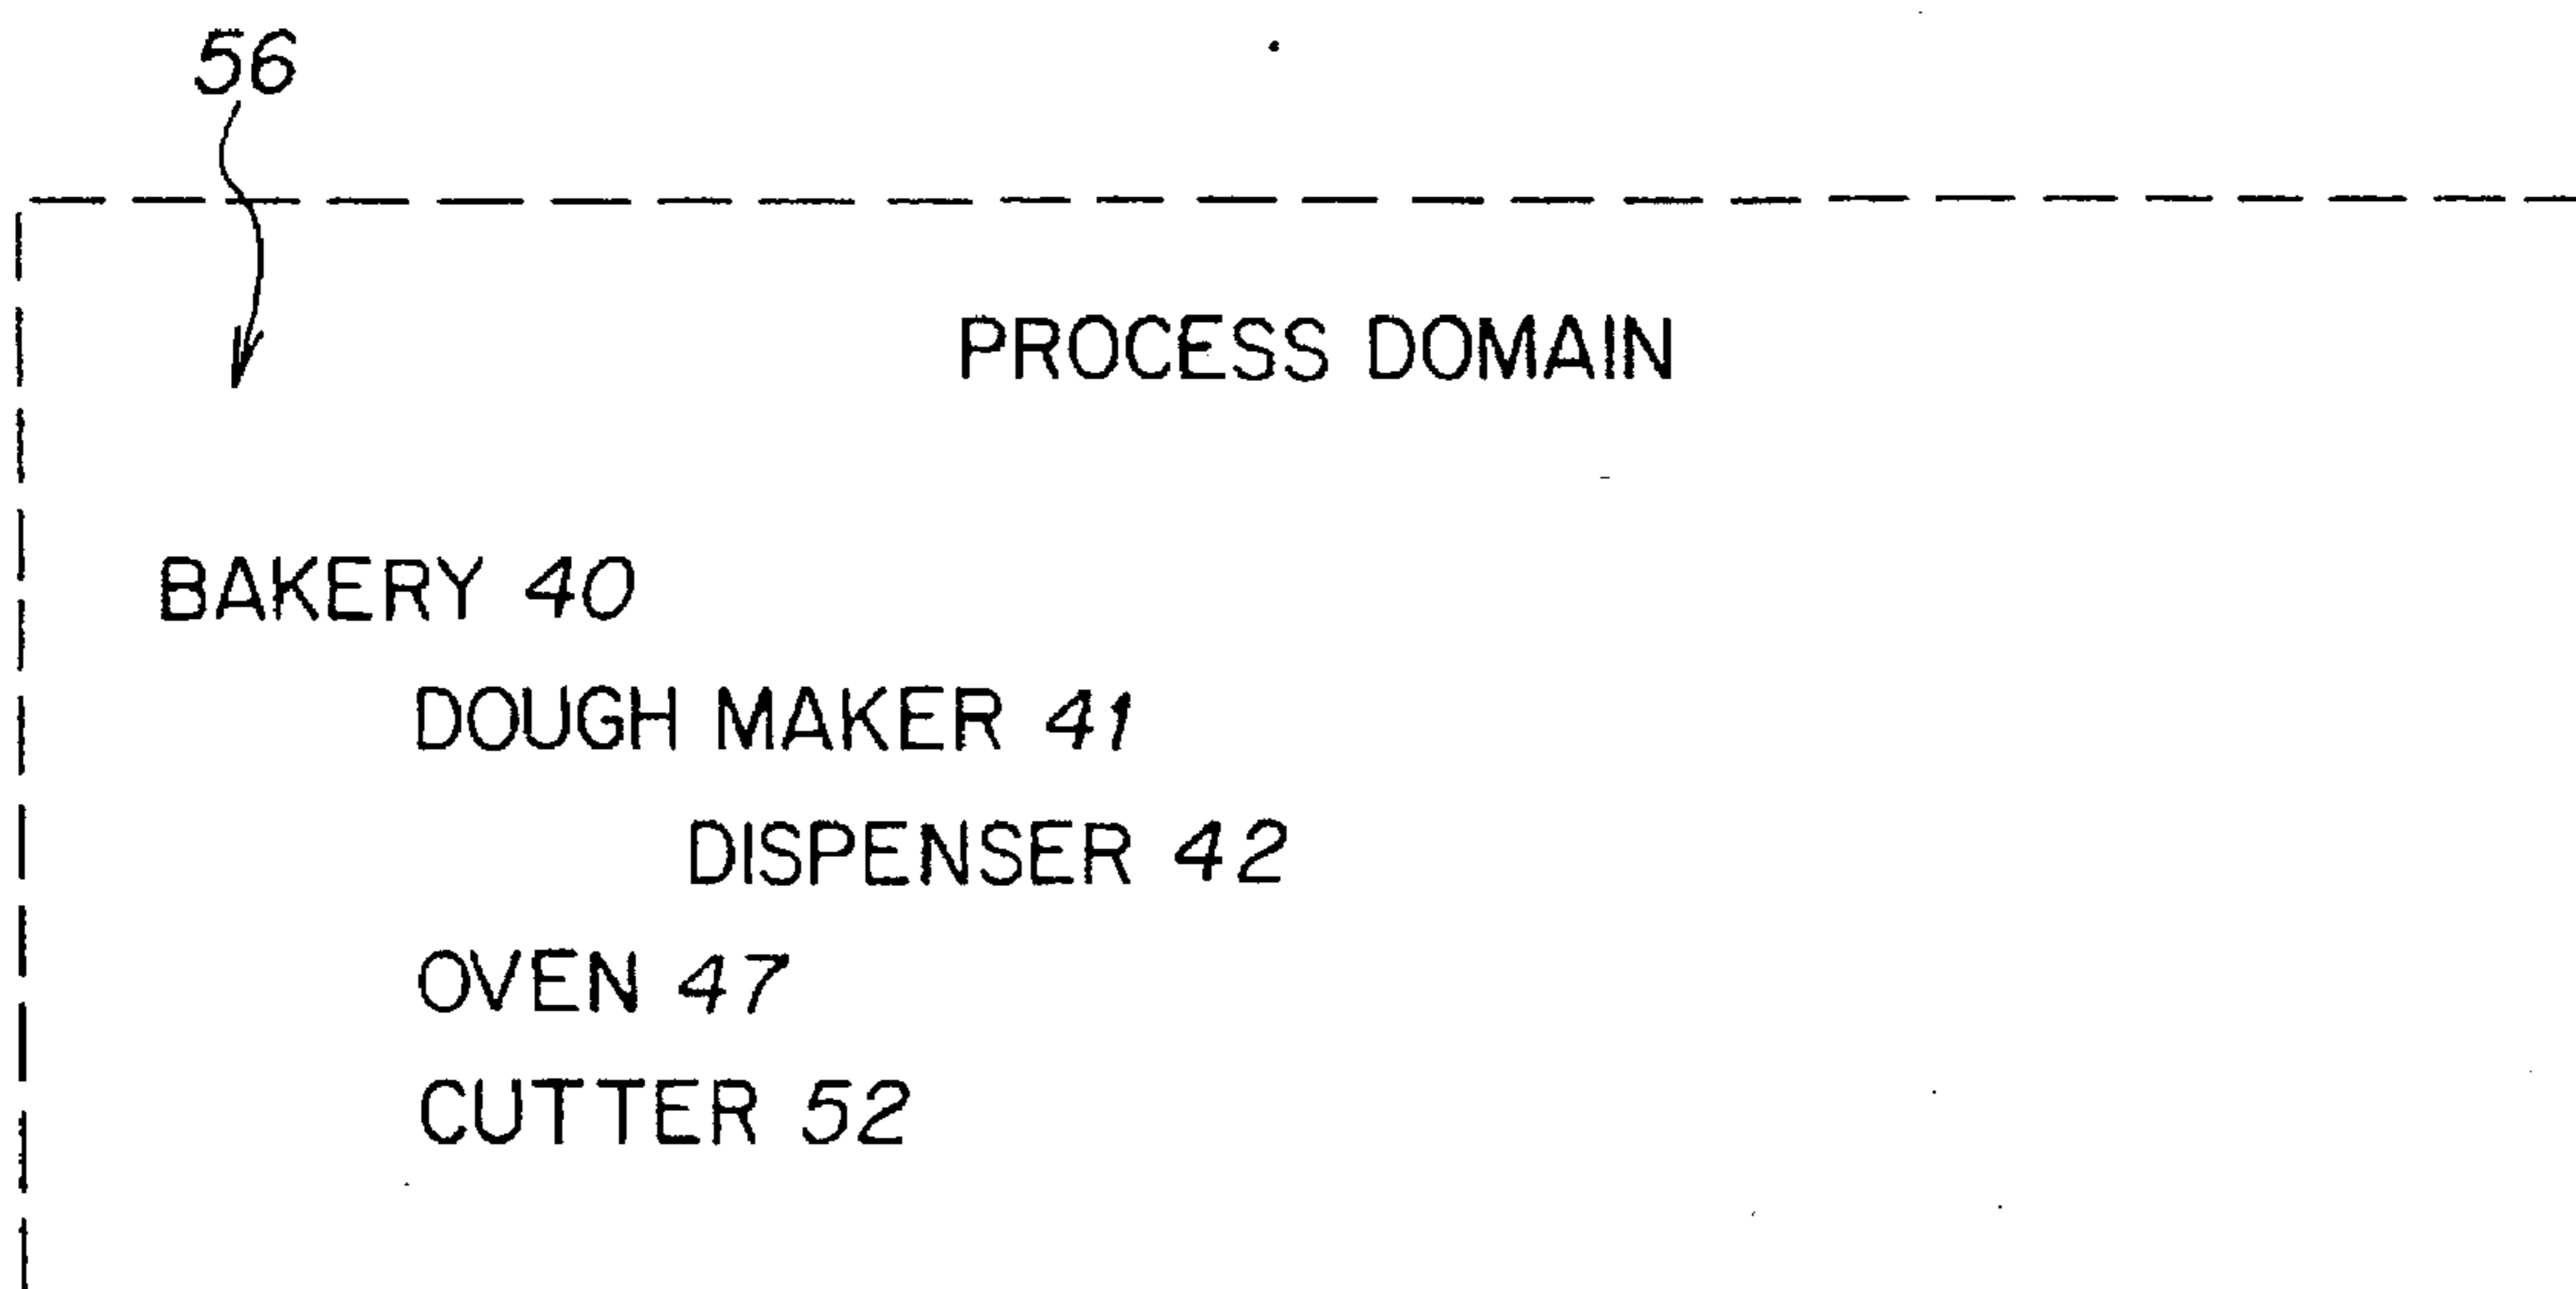 56
PROCESS DOMAIN
BAKERY 40
DOUGH MAKER 41
DISPENSER 42
OVEN 47
CUTTER 52